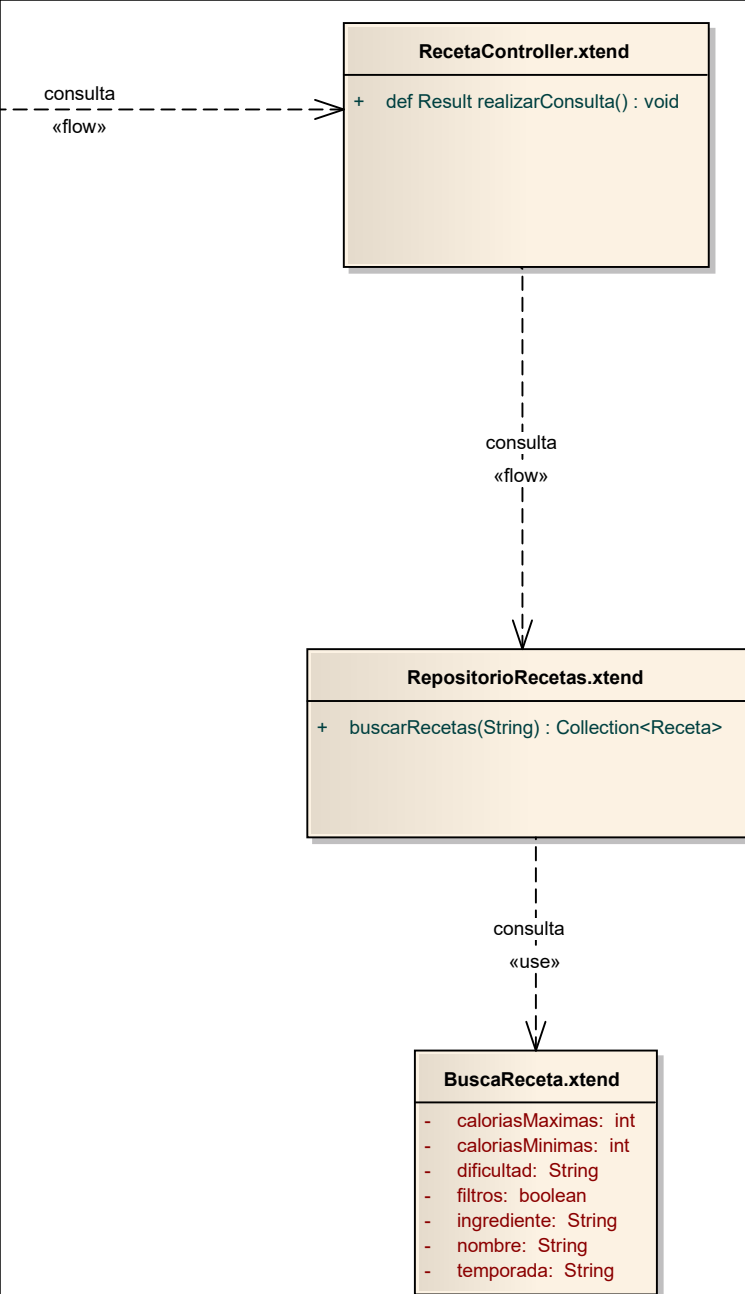 RecetaController.xtend
consulta
«flow»
+ def Result realizarConsulta() : void
consulta
«flow»
RepositorioRecetas.xtend
+ buscarRecetas(String) : Collection<Receta>
consulta
«use»
BuscaReceta.xtend
- caloriasMaximas: int
- caloriasMinimas: int
- dificultad: String
- filtros: boolean
- ingrediente: String
- nombre: String
- temporada: String